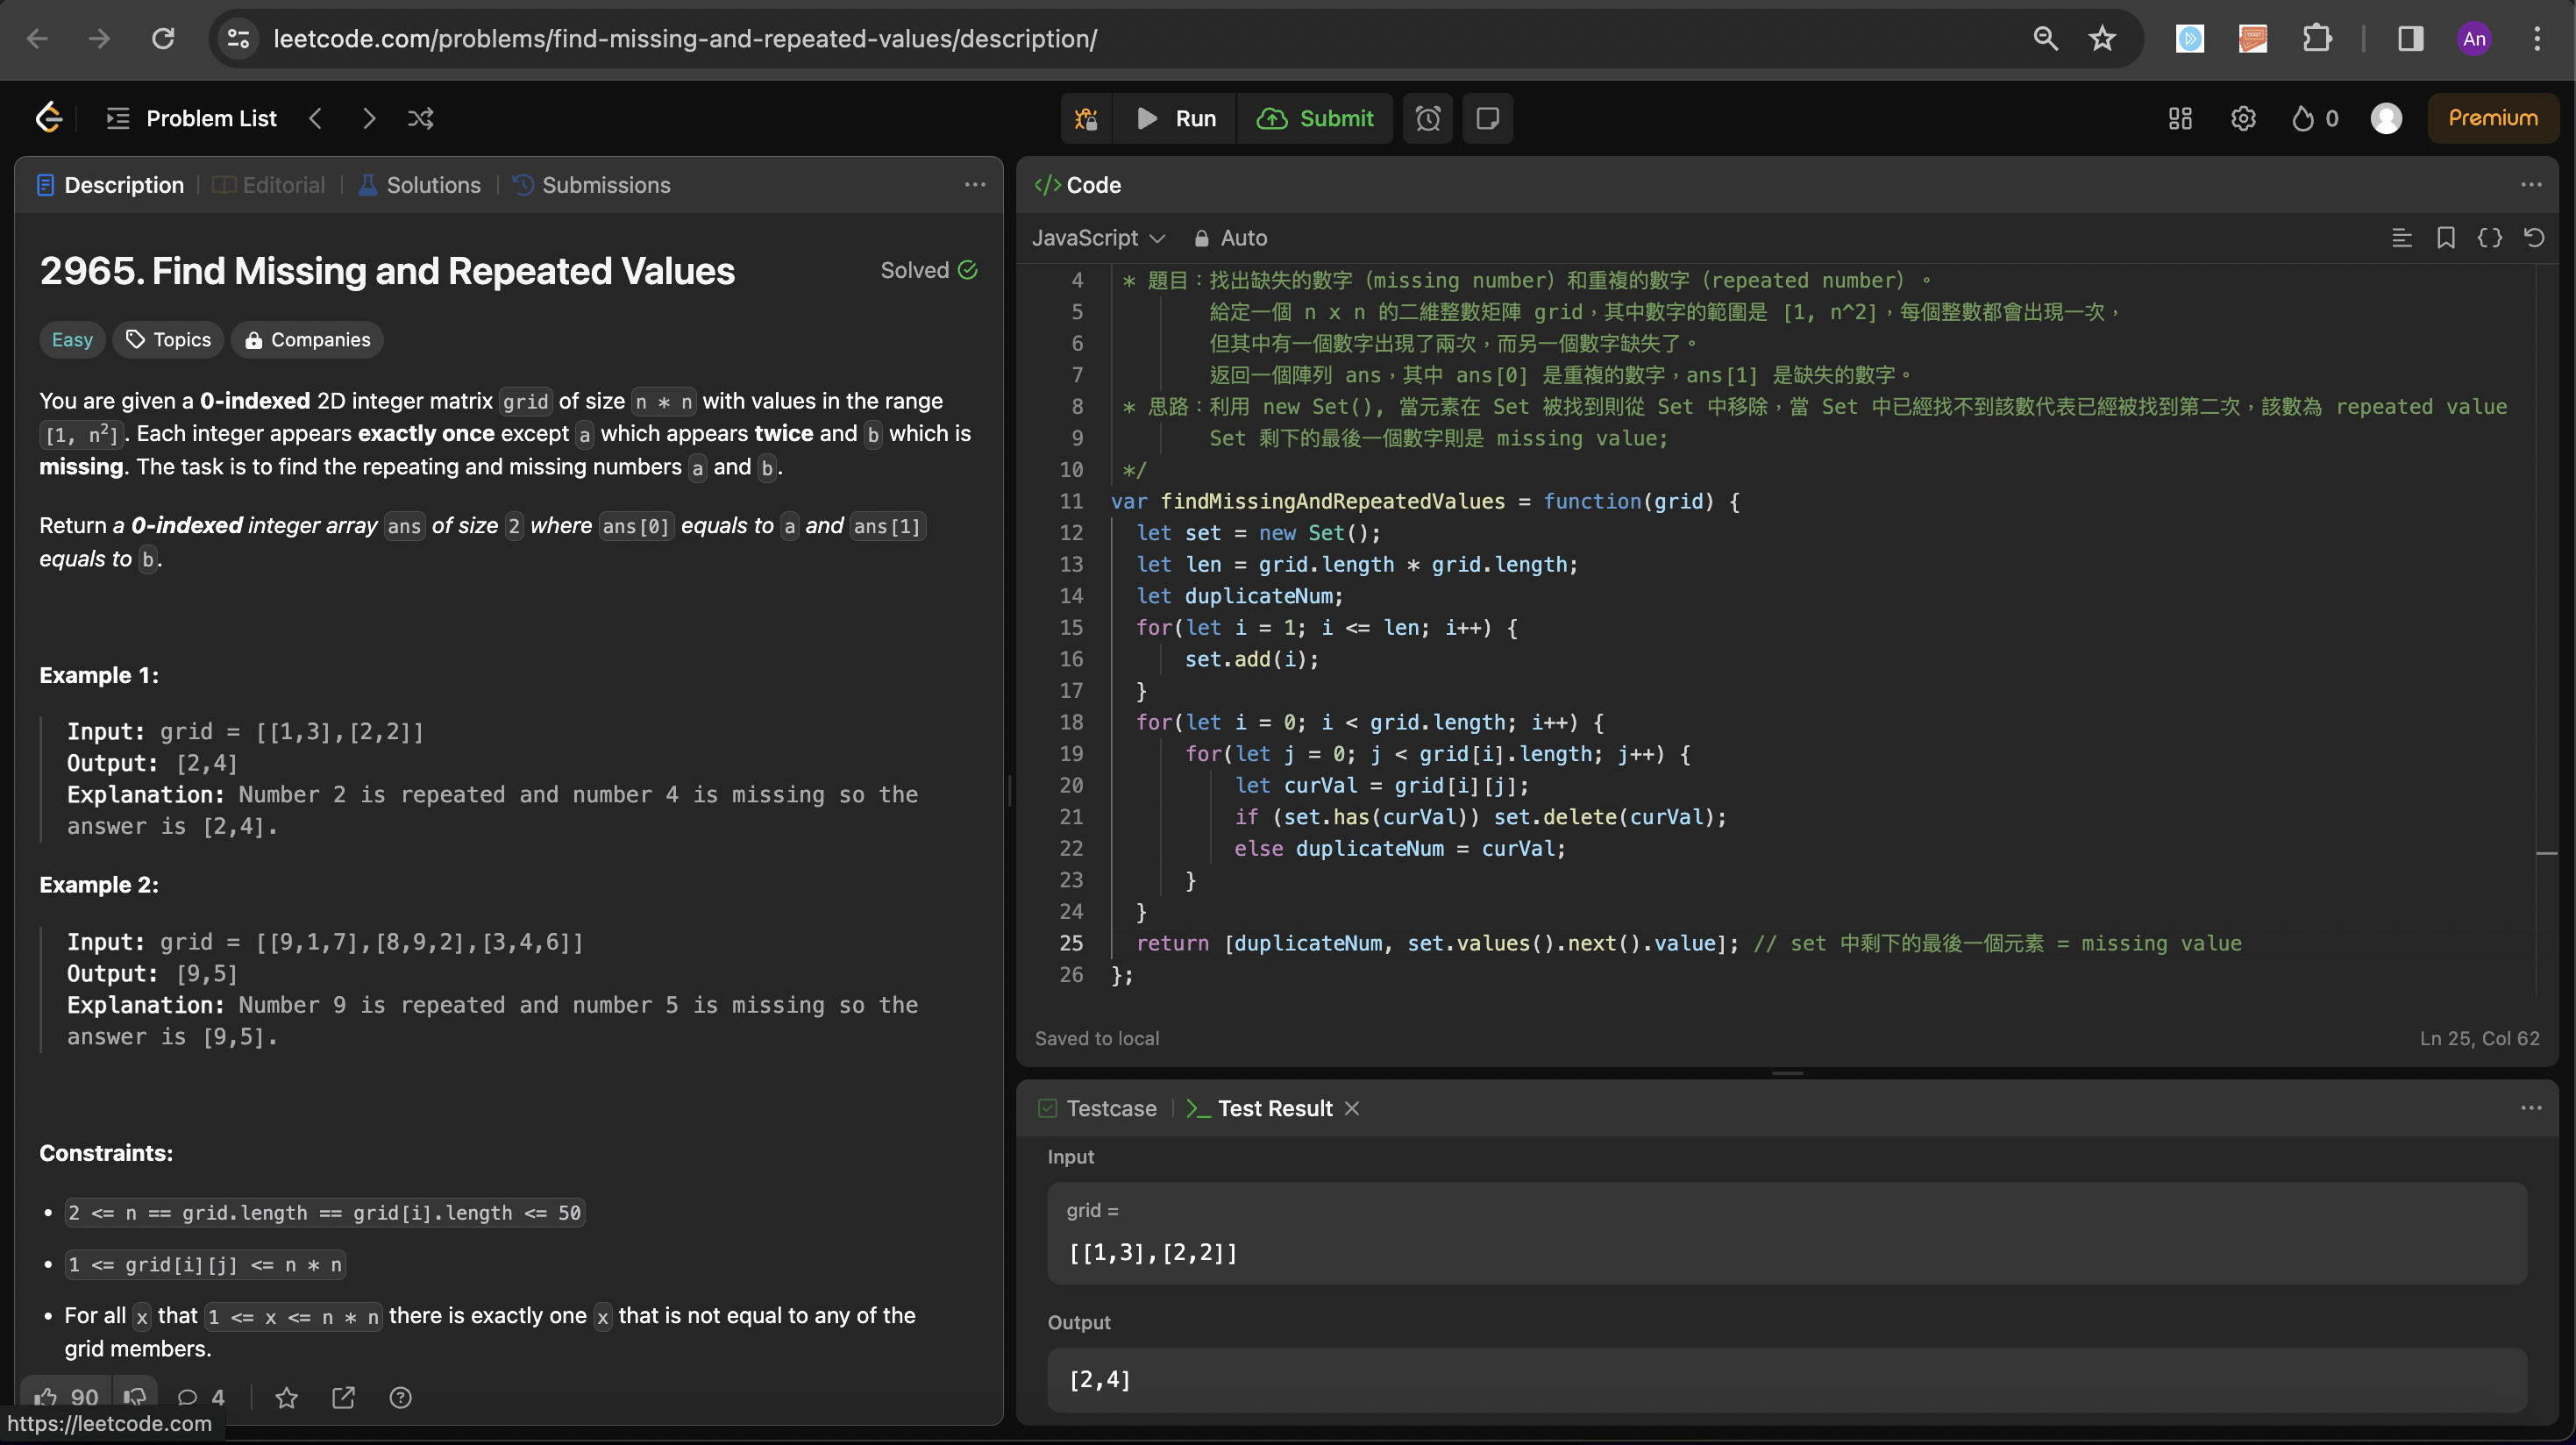 leetcode.com/problems/find-missing-and-repeated-values/description/
An
Problem List
Run
Submit
0
Premium
Description
Editorial
Solutions
Submissions
2965. Find Missing and Repeated Values
Solved
Easy
Topics
Companies
You are given a 0-indexed 2D integer matrix grid of size n * n with values in the range
[1, n²]. Each integer appears exactly once except a which appears twice and b which is
missing. The task is to find the repeating and missing numbers a and b.
Return a 0-indexed integer array ans of size 2 where ans[0] equals to a and ans[1]
equals to b.
Example 1:
Input: grid = [[1,3],[2,2]]
Output: [2,4]
Explanation: Number 2 is repeated and number 4 is missing so the
answer is [2,4].
Example 2:
Input: grid = [[9,1,7],[8,9,2],[3,4,6]]
Output: [9,5]
Explanation: Number 9 is repeated and number 5 is missing so the
answer is [9,5].
Constraints:
• 2 <= n == grid.length == grid[i].length <= 50
• 1 <= grid[i][j] <= n * n
• For all x that 1 <= x <= n * n there is exactly one x that is not equal to any of the
grid members.
90
4
https://leetcode.com
</> Code
JavaScript
Auto
4 * 題目：找出缺失的數字（missing number）和重複的數字（repeated number）。
5 給定一個 n x n 的二維整數矩陣 grid，其中數字的範圍是 [1, n^2]，每個整數都會出現一次，
6 但其中有一個數字出現了兩次，而另一個數字缺失了。
7 返回一個陣列 ans，其中 ans[0] 是重複的數字，ans[1] 是缺失的數字。
8 * 思路：利用 new Set(), 當元素在 Set 被找到則從 Set 中移除，當 Set 中已經找不到該數代表已經被找到第二次，該數為 repeated value
9 Set 剩下的最後一個數字則是 missing value;
10 */
11 var findMissingAndRepeatedValues = function(grid) {
12 let set = new Set();
13 let len = grid.length * grid.length;
14 let duplicateNum;
15 for(let i = 1; i <= len; i++) {
16 set.add(i);
17 }
18 for(let i = 0; i < grid.length; i++) {
19 for(let j = 0; j < grid[i].length; j++) {
20 let curVal = grid[i][j];
21 if (set.has(curVal)) set.delete(curVal);
22 else duplicateNum = curVal;
23 }
24 }
25 return [duplicateNum, set.values().next().value]; // set 中剩下的最後一個元素 = missing value
26 };
Saved to local
Ln 25, Col 62
Testcase
Test Result
Input
grid =
[[1,3],[2,2]]
Output
[2,4]